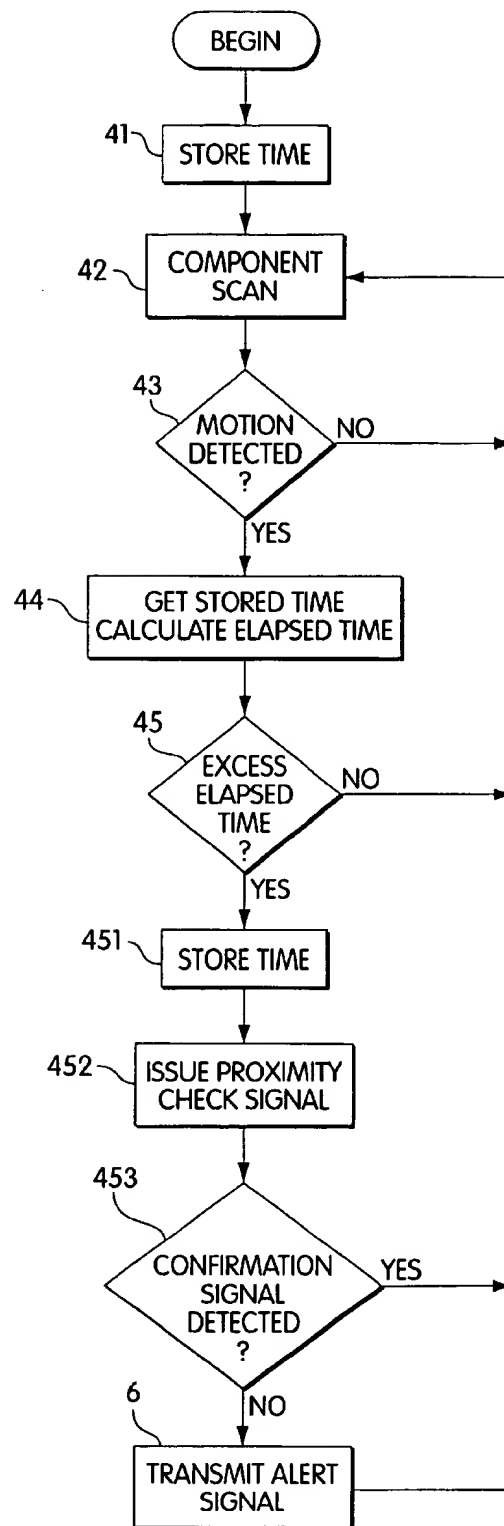 BEGIN
41
STORE TIME
42
COMPONENT
SCAN
43
MOTION
DETECTED
?
NO
YES
44
GET STORED TIME
CALCULATE ELAPSED TIME
45
EXCESS
ELAPSED
TIME
?
NO
YES
451
STORE TIME
452
ISSUE PROXIMITY
CHECK SIGNAL
453
CONFIRMATION
SIGNAL
DETECTED
?
YES
NO
6
TRANSMIT ALERT
SIGNAL